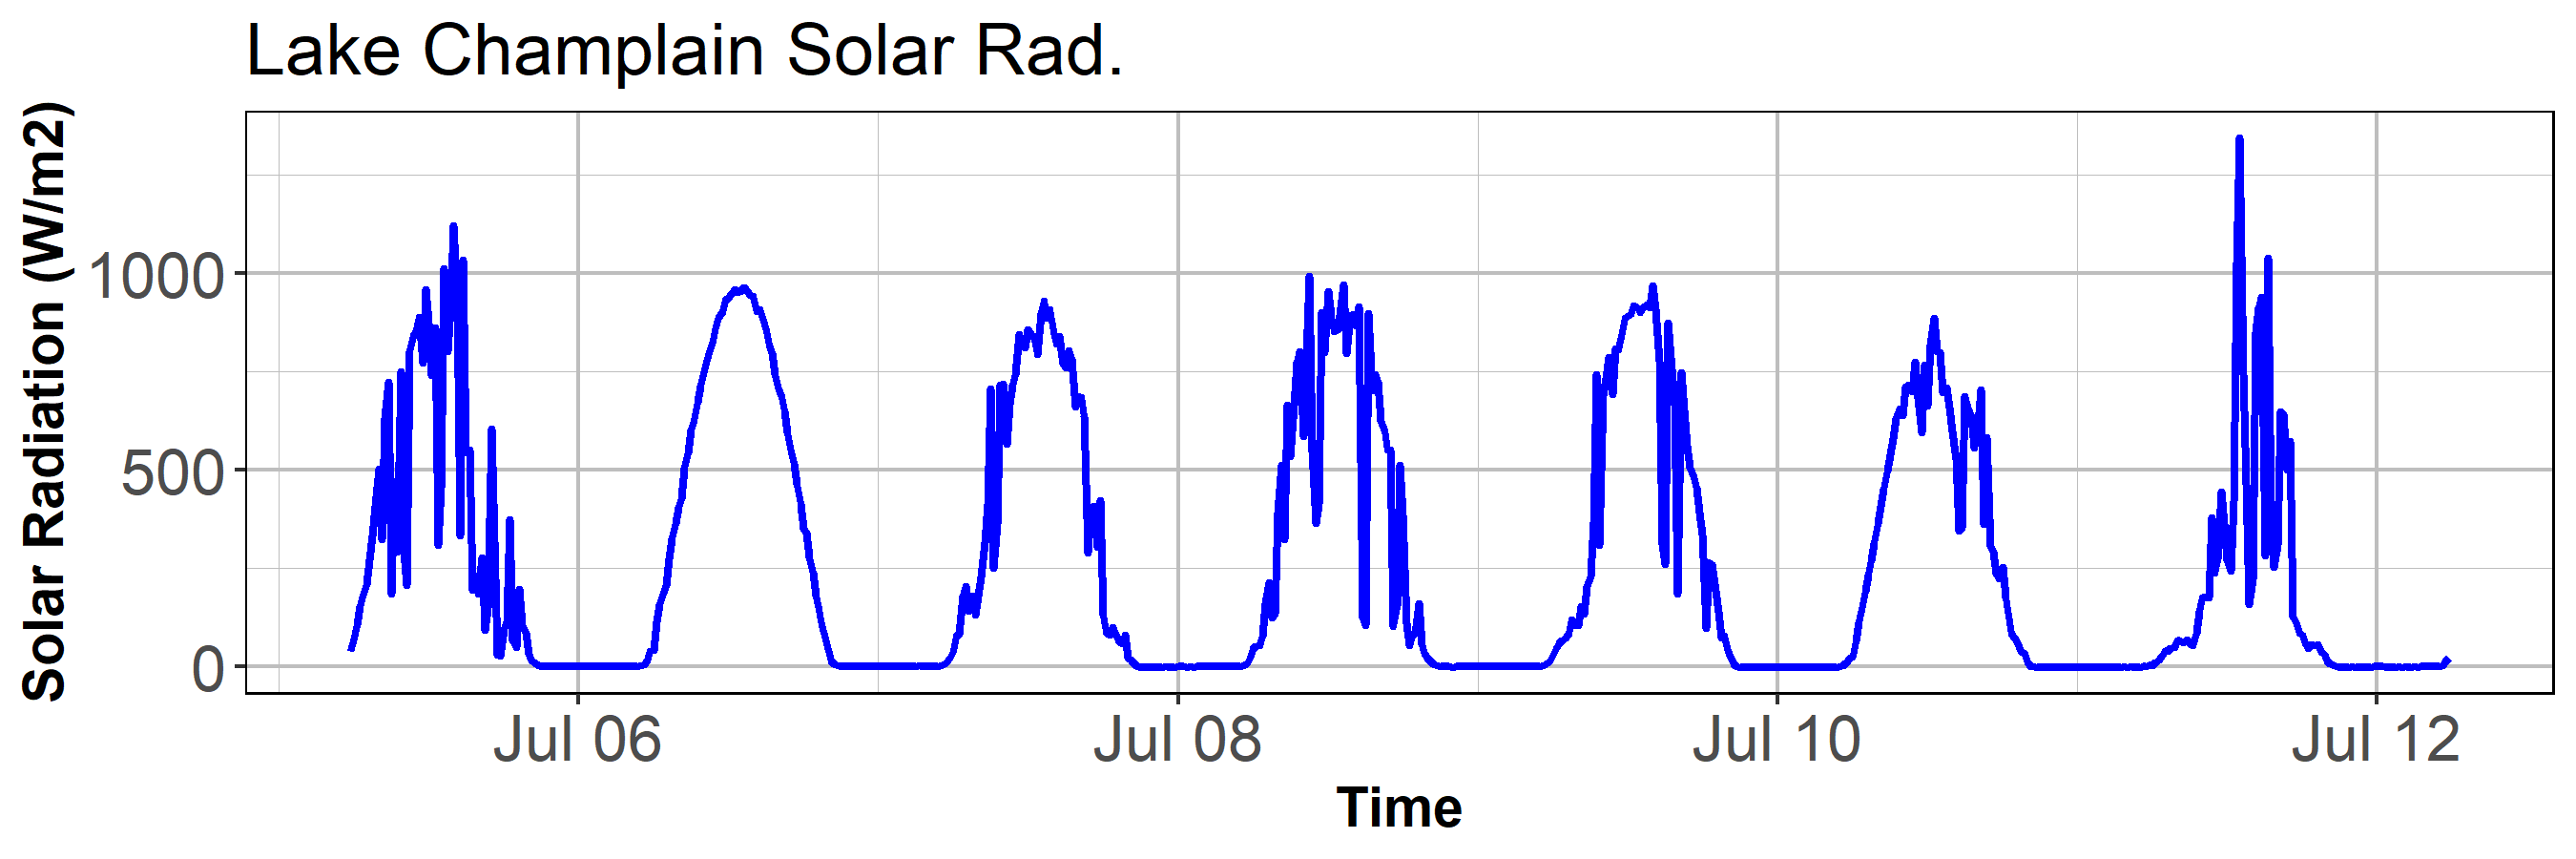 Lake Champlain Solar Rad.
Solar Radiation (W/m2)
1000
500
0
Jul 06 Jul 08 Jul 10 Jul 12
Time